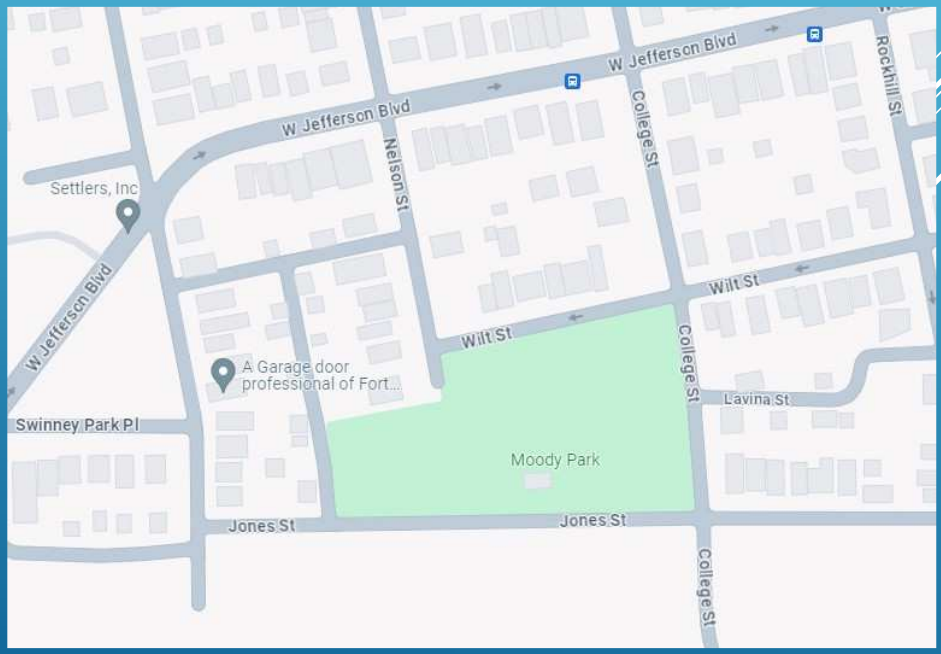 W Jefferson Blvd
Rockhill St
W Jefferson Blvd
College St
Nelson St
Settlers, Inc
W Jefferson Blvd
Wilt St
Wilt St
College St
A Garage door
professional of Fort...
Lavina St
Swinney Park Pl
Moody Park
Jones St
Jones St
College St